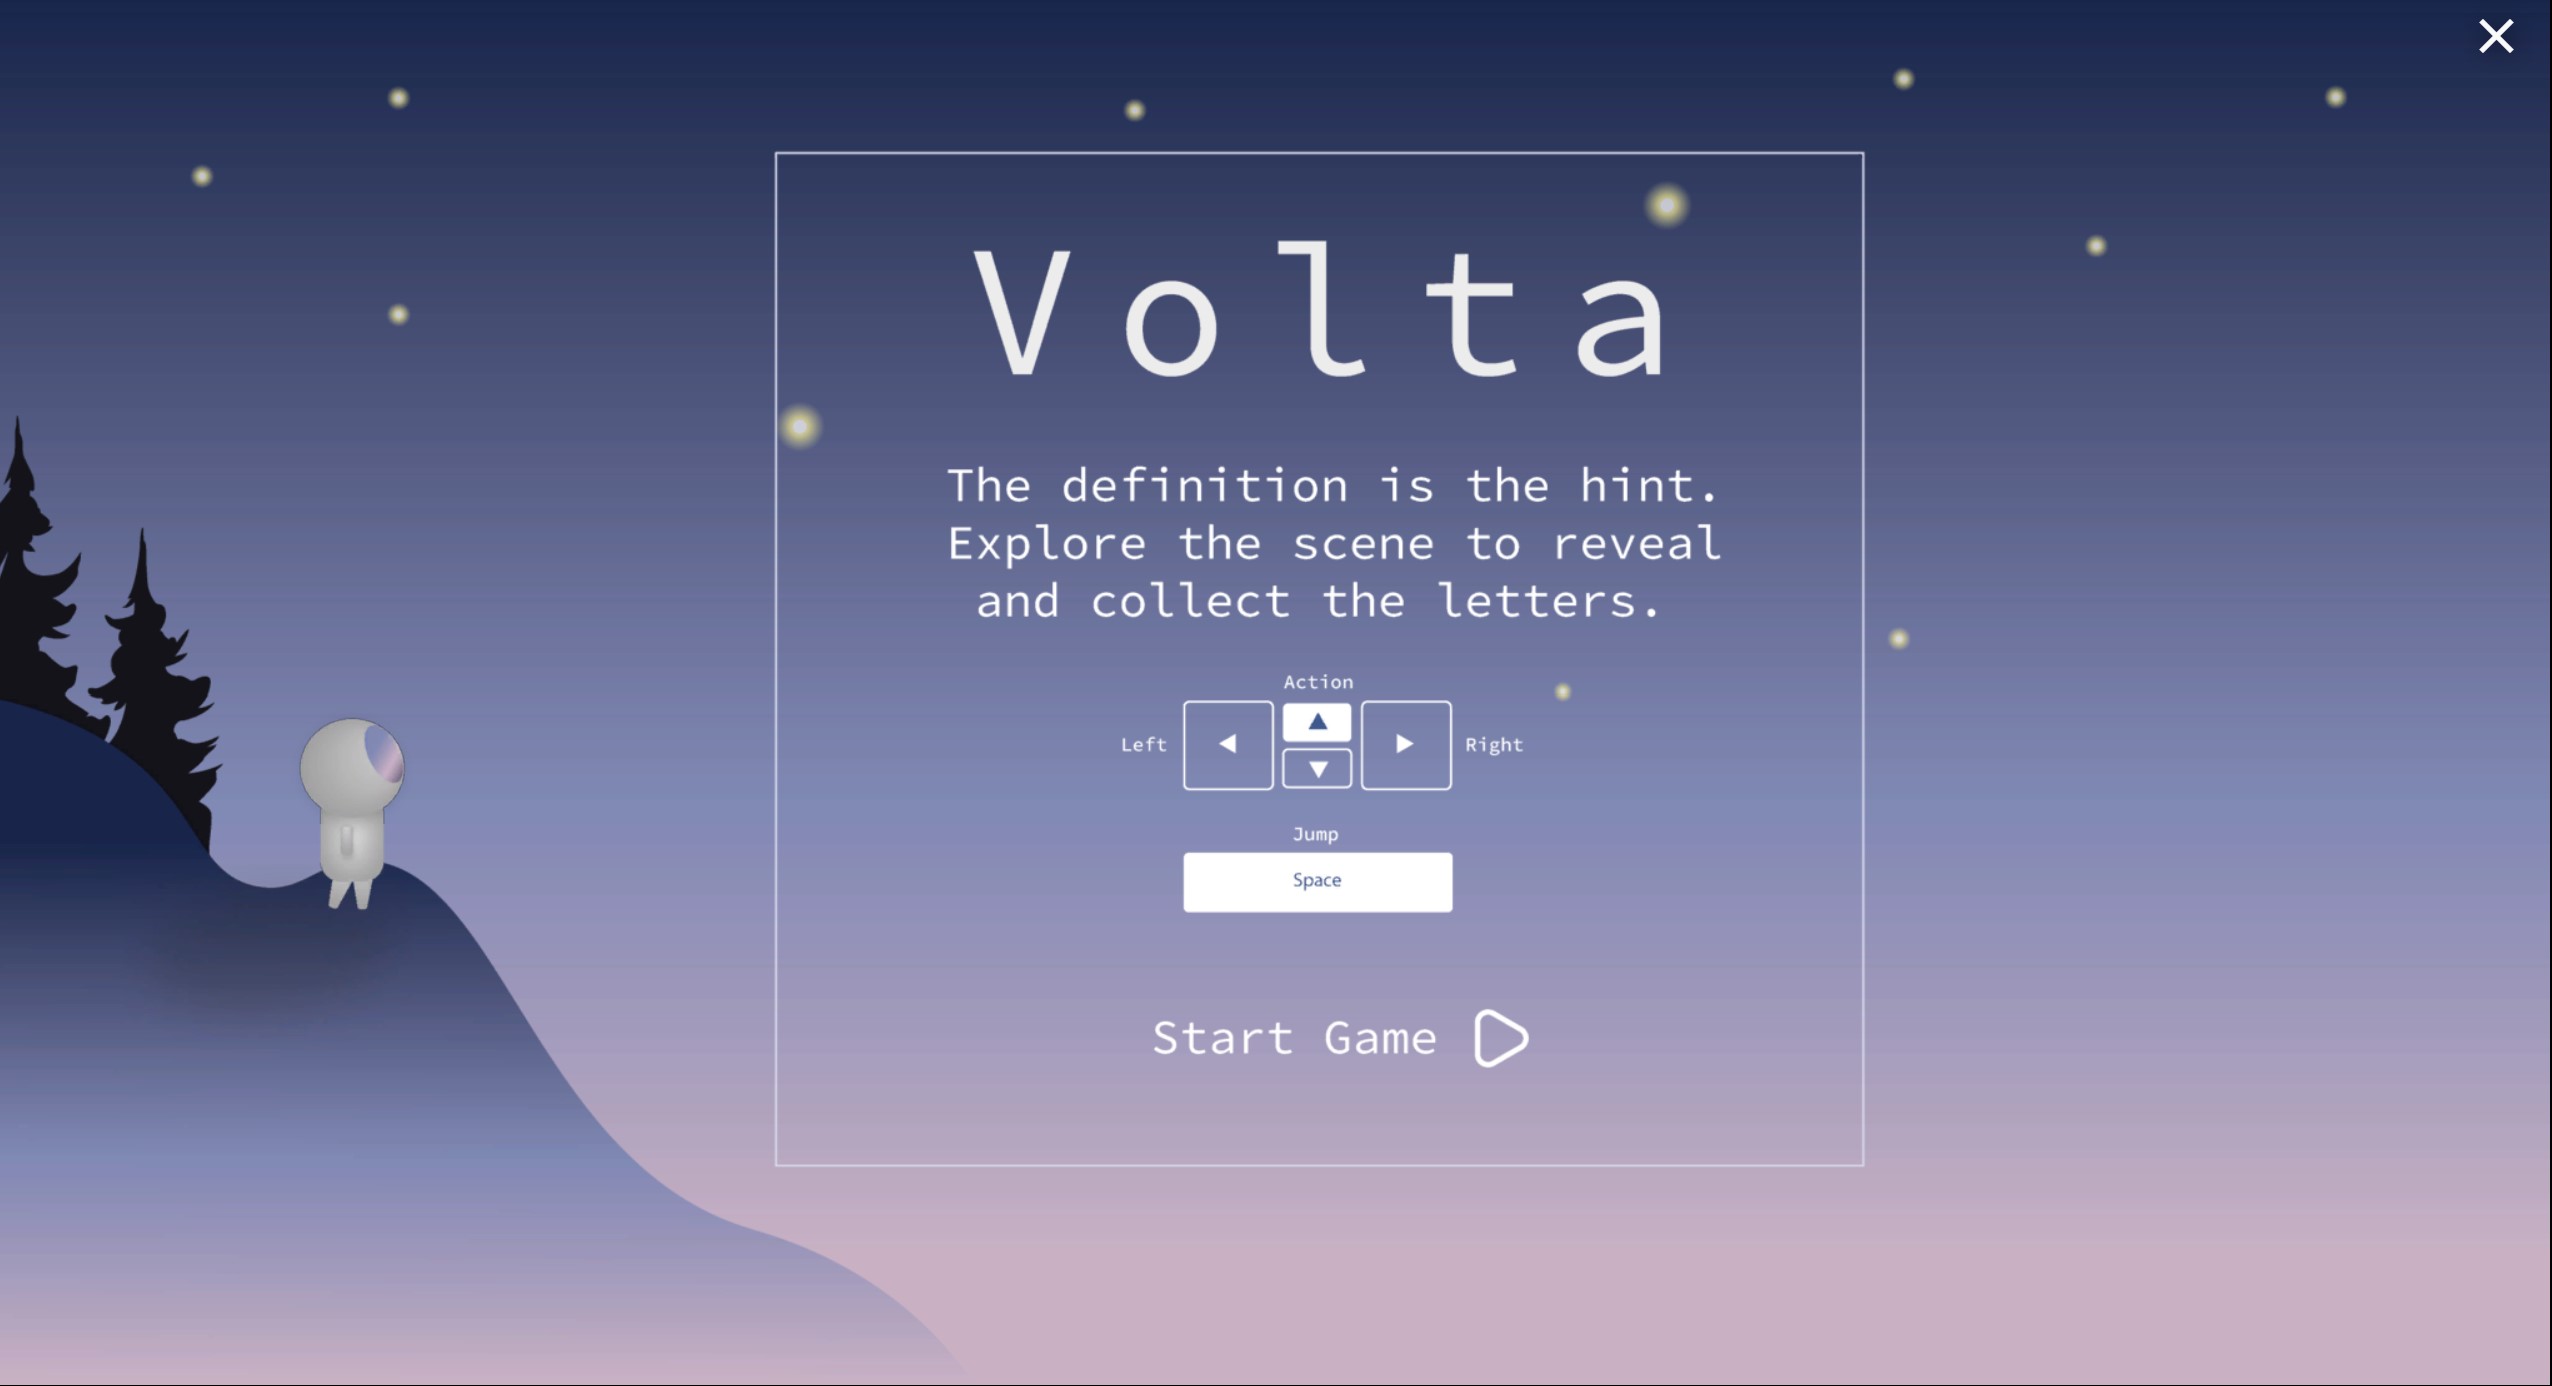 Volta
The definition is the hint.
Explore the scene to reveal
and collect the letters.
Action
Left
Right
Jump
Space
Start Game